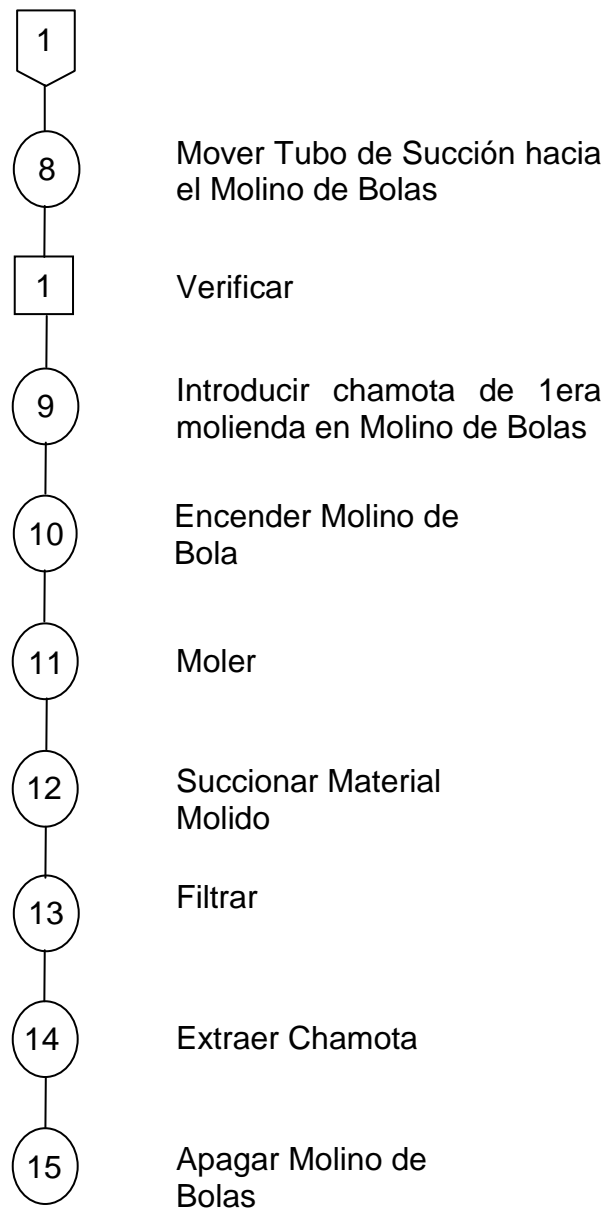 1
8
Mover Tubo de Succión hacia
el Molino de Bolas
1
Verificar
9
Introducir chamota de 1era
molienda en Molino de Bolas
10
Encender Molino de
Bola
11
Moler
12
Succionar Material
Molido
13
Filtrar
14
Extraer Chamota
15
Apagar Molino de
Bolas